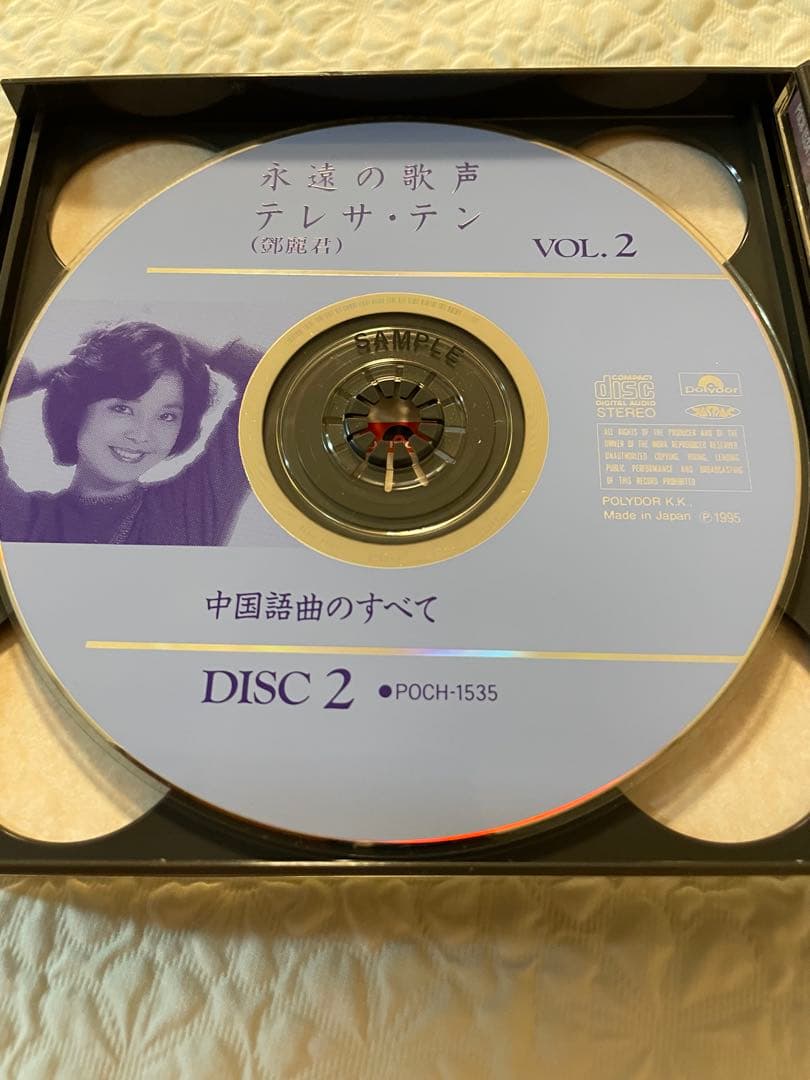 永遠の歌声
テレサ・テン
(鄧麗君)
VOL. 2
SAMPLE
COMPACT
disc
DIGITAL AUDIO
STEREO
polydor
JASRAC
ALL RIGHTS OF THE PRODUCER AND OF THE
OWNER OF THE WORK REPRODUCED RESERVED
UNAUTHORIZED COPYING, HIRING, LENDING
PUBLIC PERFORMANCE AND BROADCASTING
OF THIS RECORD PROHIBITED
POLYDOR K.K.
Made in Japan ℗1995
中国語曲のすべて
DISC 2 ●POCH-1535